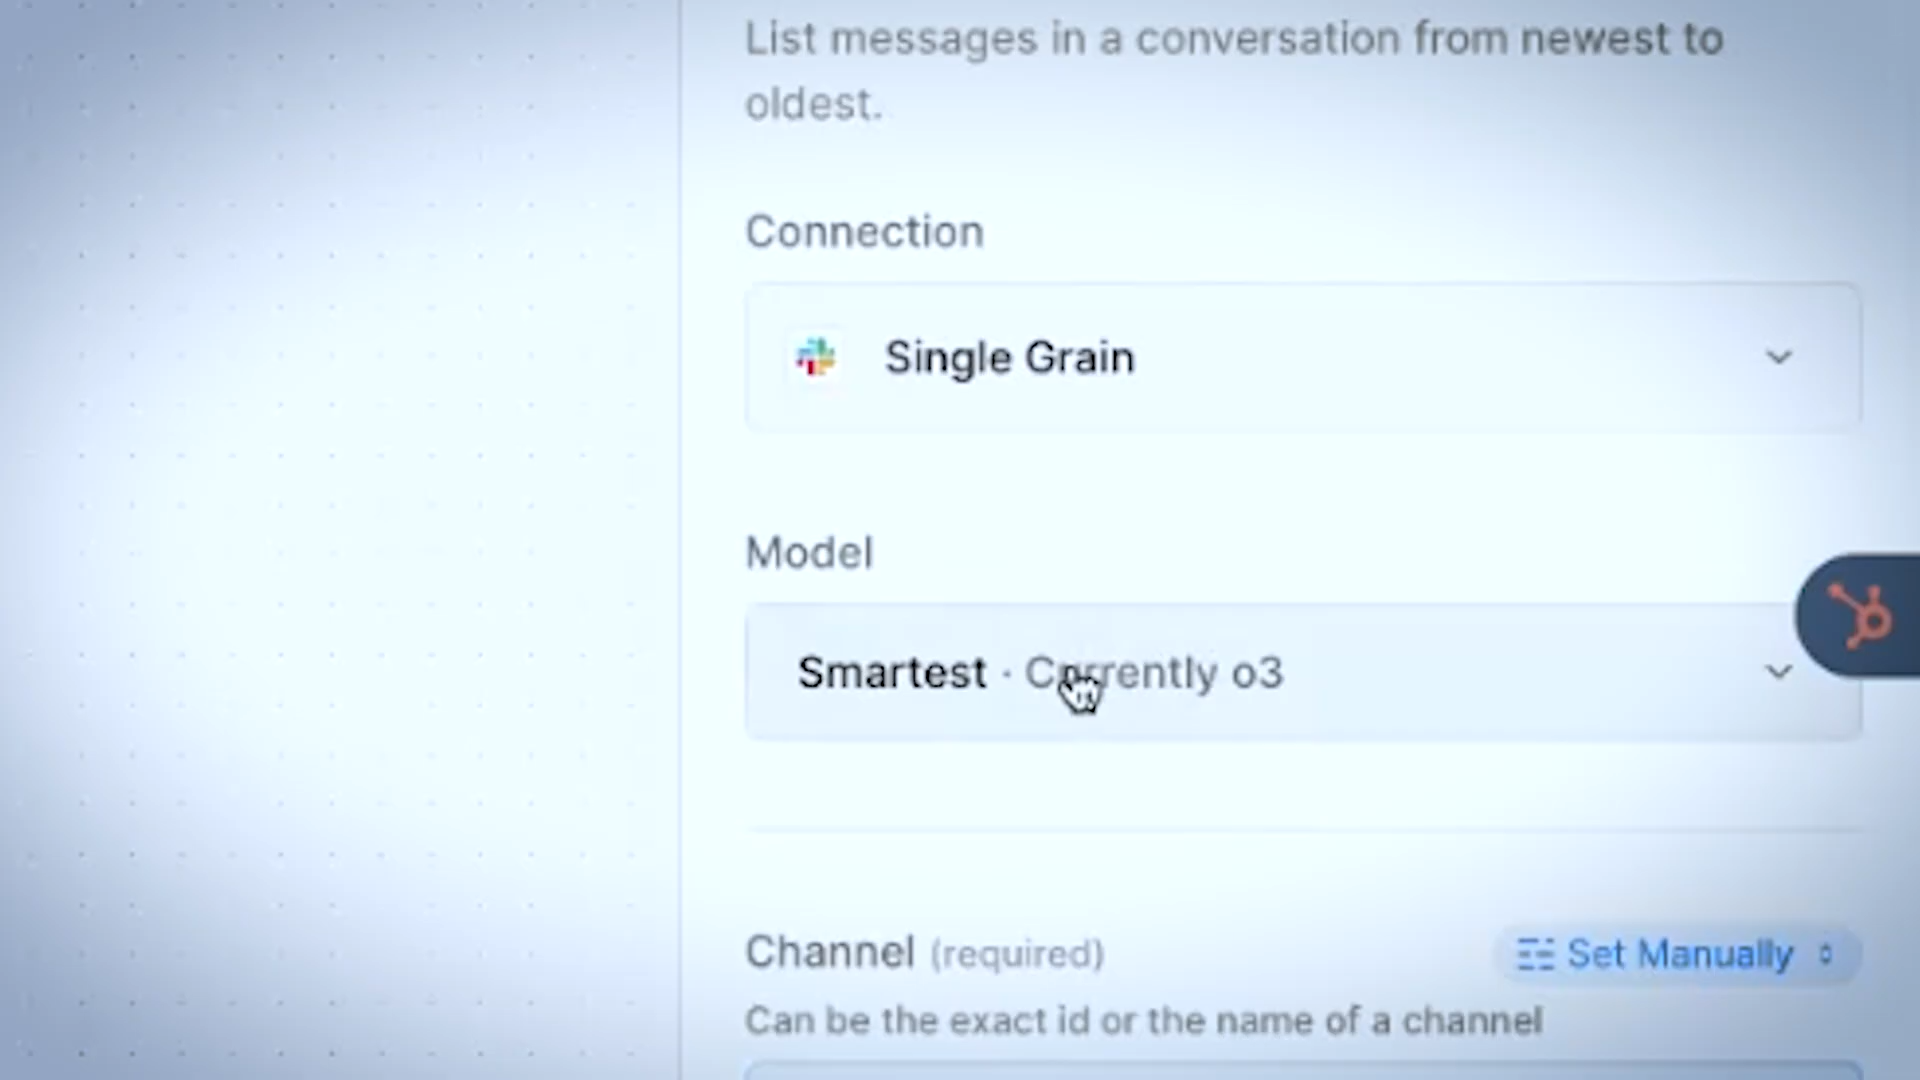 List messages in a conversation from newest to
oldest.
Connection
Single Grain
Model
Smartest · Currently o3
Channel (required)
Set Manually
Can be the exact id or the name of a channel